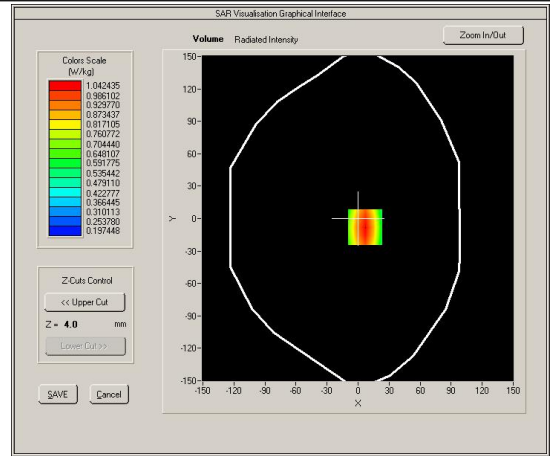 SAR Visualisation Graphical Interface
Volume Radiated Intensity
Zoom In/Out
Colors Scale
(W/kg)
1.042435
0.986102
0.929770
0.873437
0.817105
0.760772
0.704440
0.648107
0.591775
0.535442
0.479110
0.422777
0.366445
0.310113
0.253780
0.197448
Z-Cuts Control
<< Upper Cut
Z = 4.0 mm
Lower Cut >>
SAVE Cancel
150
120
90
60
30
0
-30
-60
-90
-120
-150
Y
-150 -120 -90 -60 -30 0 30 60 90 120 150
X